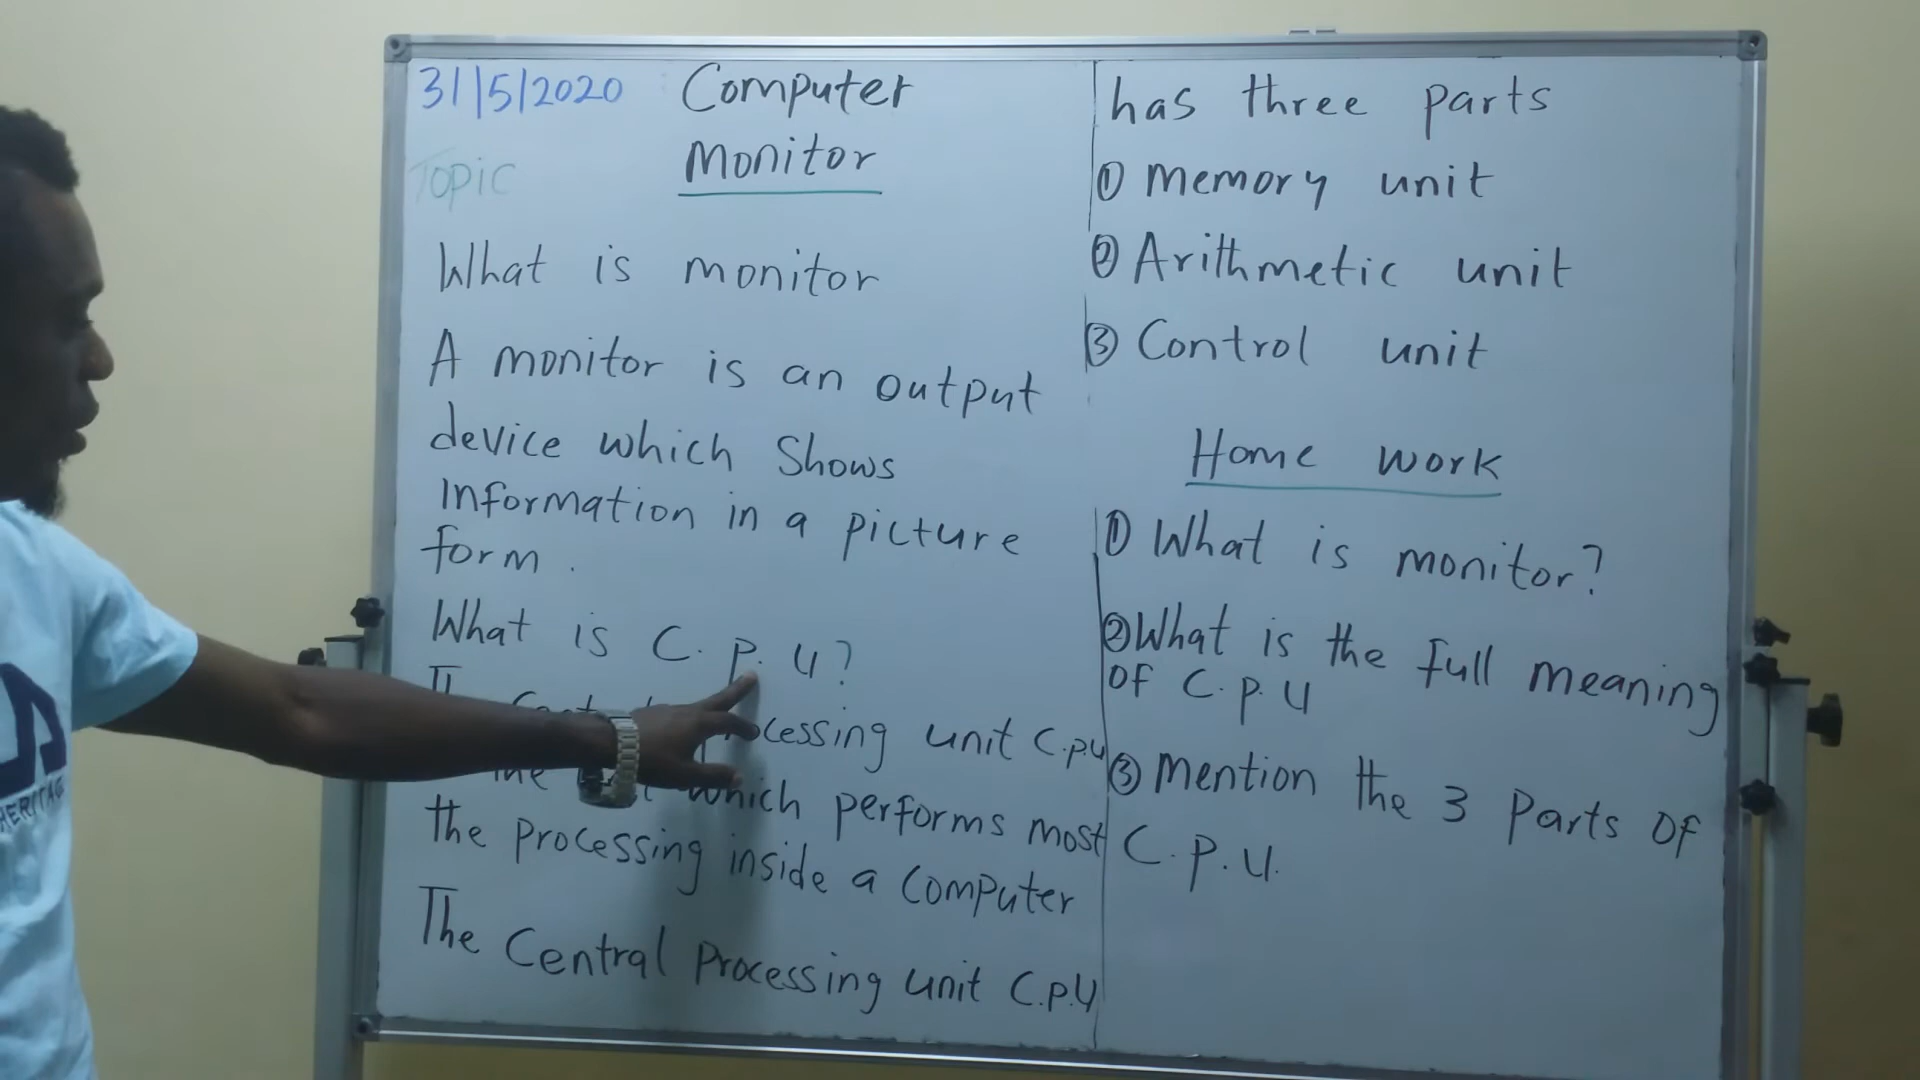 31/5/2020 Computer
Topic Monitor
What is monitor
A monitor is an output
device which Shows
Information in a picture
form.
What is C.P.U?
unit C.p.u
which performs most
the processing inside a Computer
The Central Processing unit C.p.U
has three parts
① Memory unit
② Arithmetic unit
③ Control unit
Home work
① What is monitor?
② What is the full meaning
OF C.P.U
③ Mention the 3 Parts OF
C.P.U.
HERITAGE